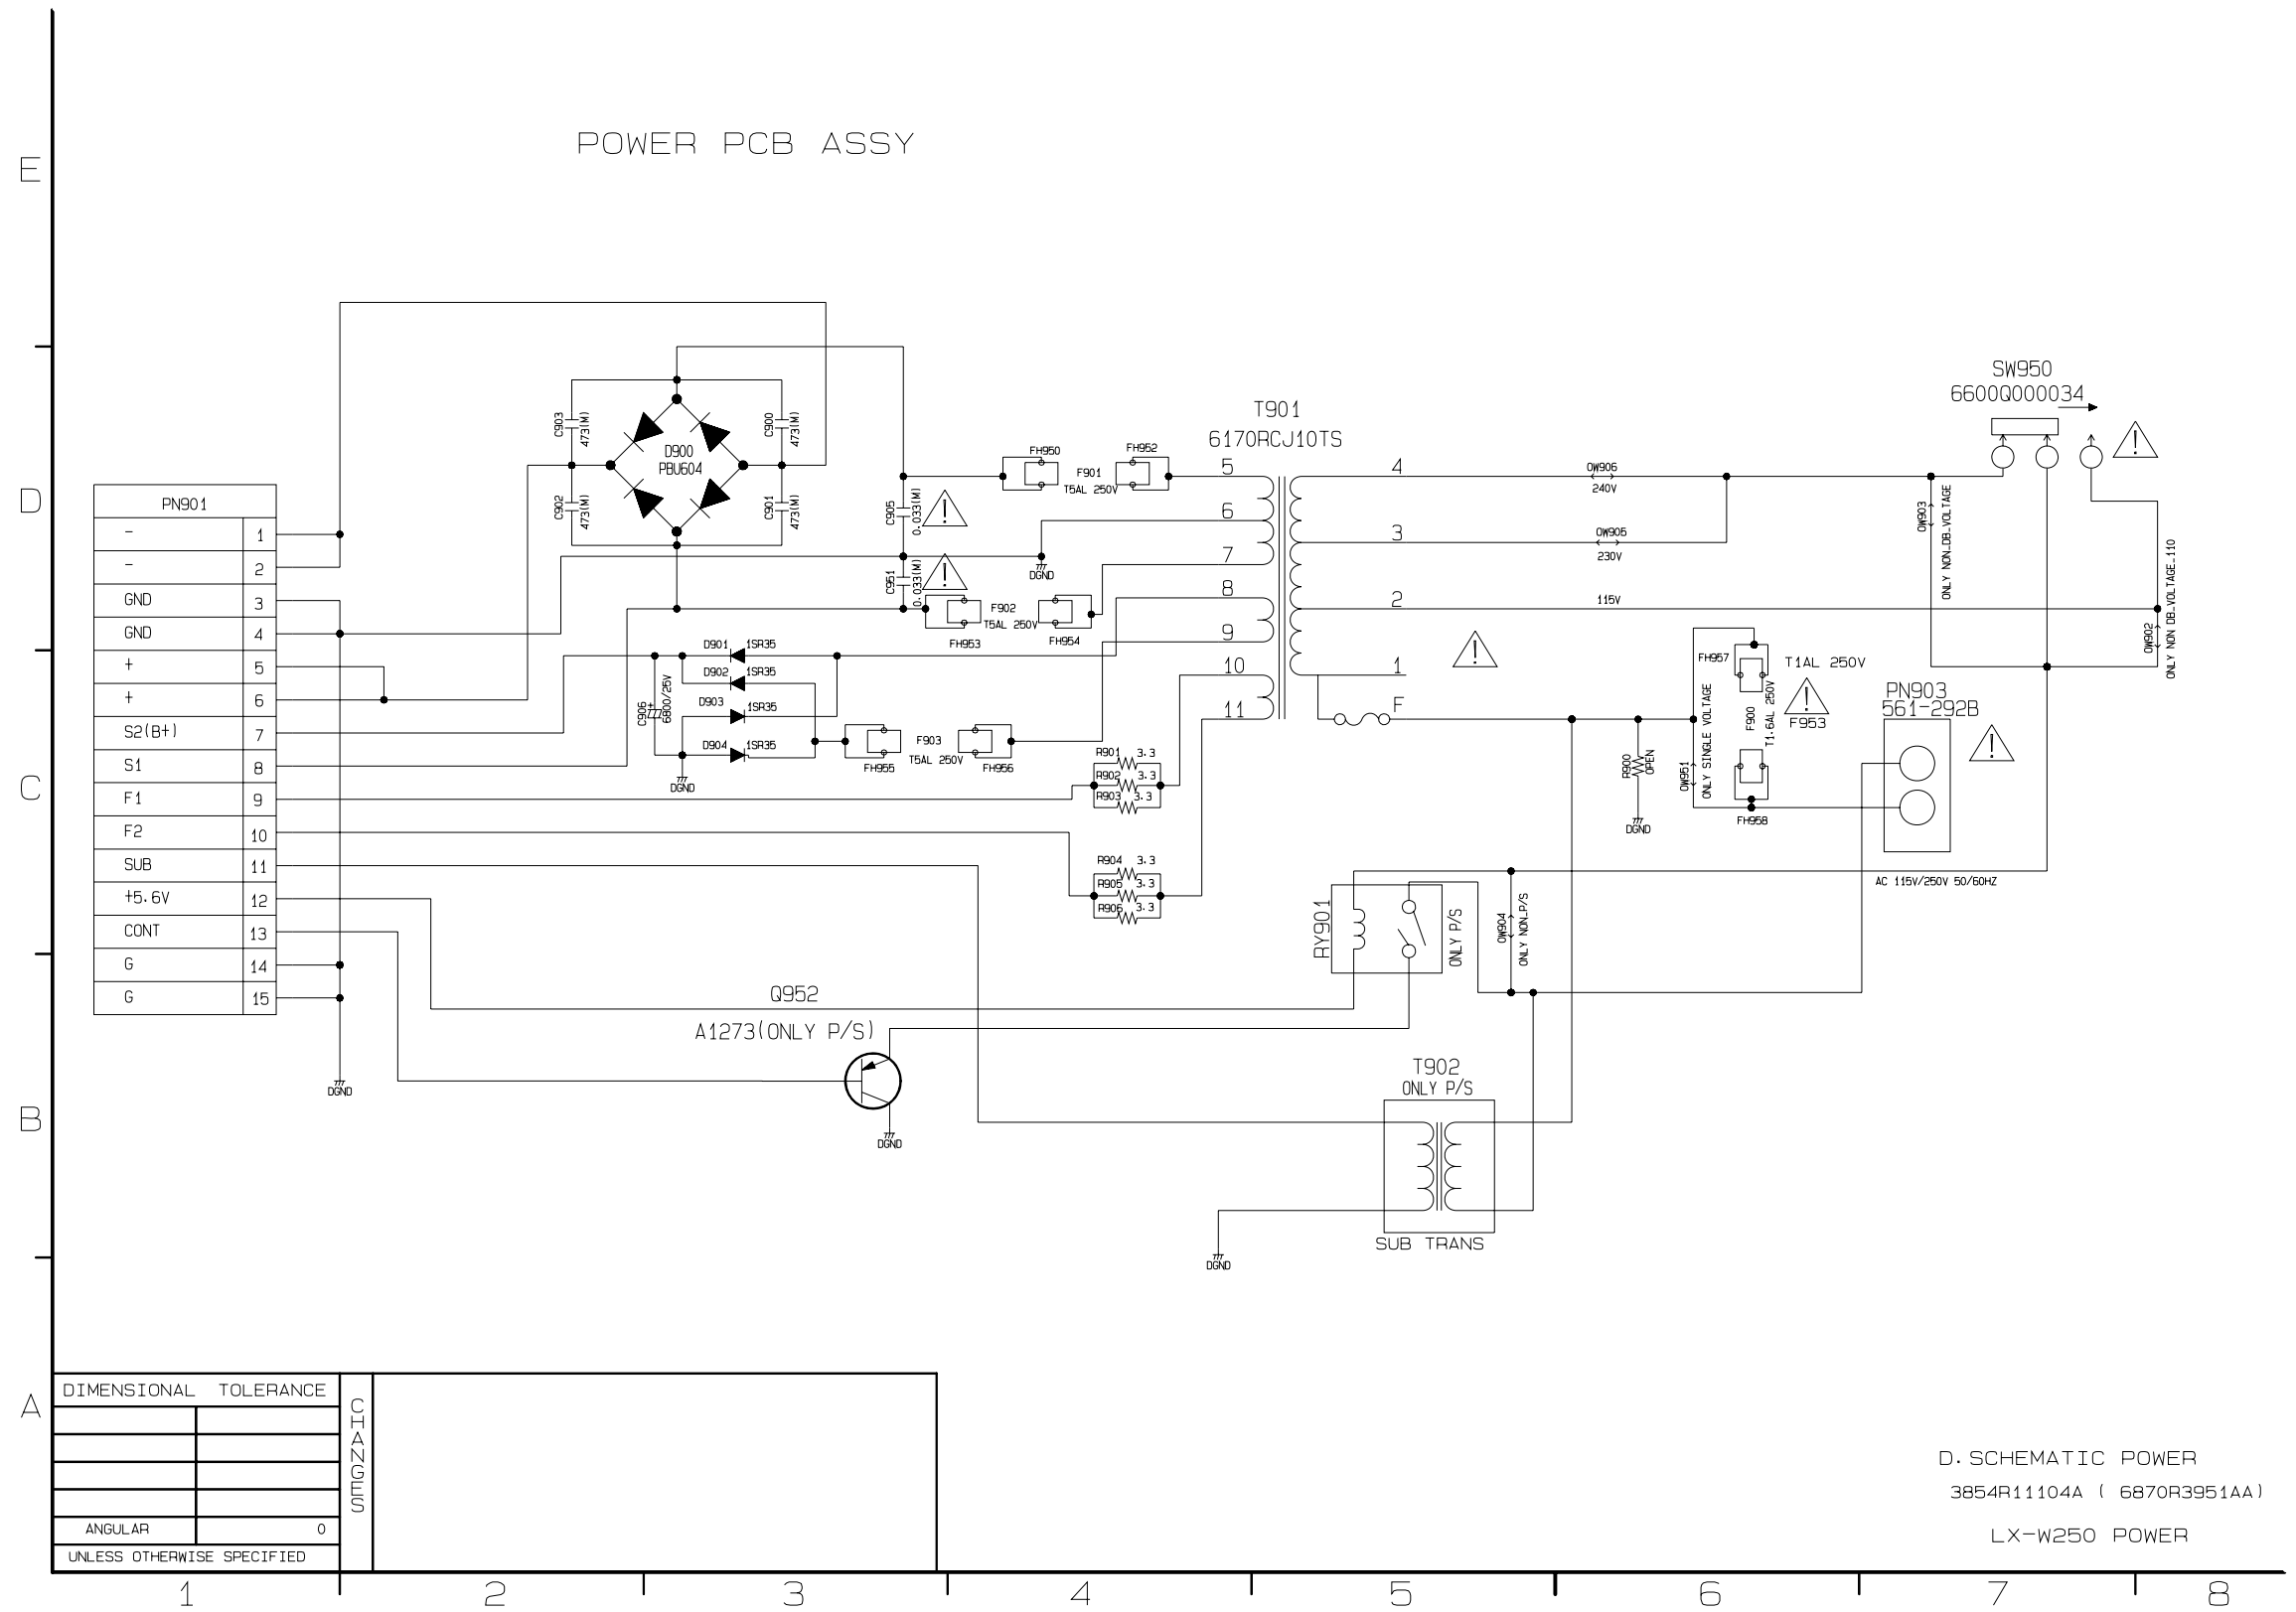 POWER PCB ASSY
E
D
C
B
A
PN901
- 1
- 2
GND 3
GND 4
+ 5
+ 6
S2(B+) 7
S1 8
F1 9
F2 10
SUB 11
+5.6V 12
CONT 13
G 14
G 15
DGND
C903
473(M)
C900
473(M)
D900
PBU604
C902
473(M)
C901
473(M)
C905
0.033(M)
C951
0.033(M)
DGND
FH950
F901
T5AL 250V
FH952
F902
T5AL 250V
FH953
FH954
D901 1SR35
D902 1SR35
D903 1SR35
D904 1SR35
C906
+
6800/25V
DGND
F903
T5AL 250V
FH955
FH956
R901 3.3
R902 3.3
R903 3.3
R904 3.3
R905 3.3
R906 3.3
T901
6170RCJ10TS
5
6
7
8
9
10
11
4
3
2
1
F
OW906
240V
OW905
230V
115V
SW950
6600Q000034
!
!
!
!
!
!
OW903
ONLY NON_DB_VOLTAGE
OW902
ONLY NON DB_VOLTAGE_110
R900
OPEN
DGND
OW951
ONLY SINGLE VOLTAGE
FH957
T1AL 250V
F900
T1.6AL 250V
F953
FH958
PN903
561-292B
AC 115V/250V 50/60HZ
RY901
ONLY P/S
OW904
ONLY NON_P/S
Q952
A1273(ONLY P/S)
DGND
T902
ONLY P/S
SUB TRANS
DGND
DIMENSIONAL TOLERANCE
ANGULAR 0
UNLESS OTHERWISE SPECIFIED
CHANGES
D.SCHEMATIC POWER
3854R11104A ( 6870R3951AA)
LX-W250 POWER
1 2 3 4 5 6 7 8